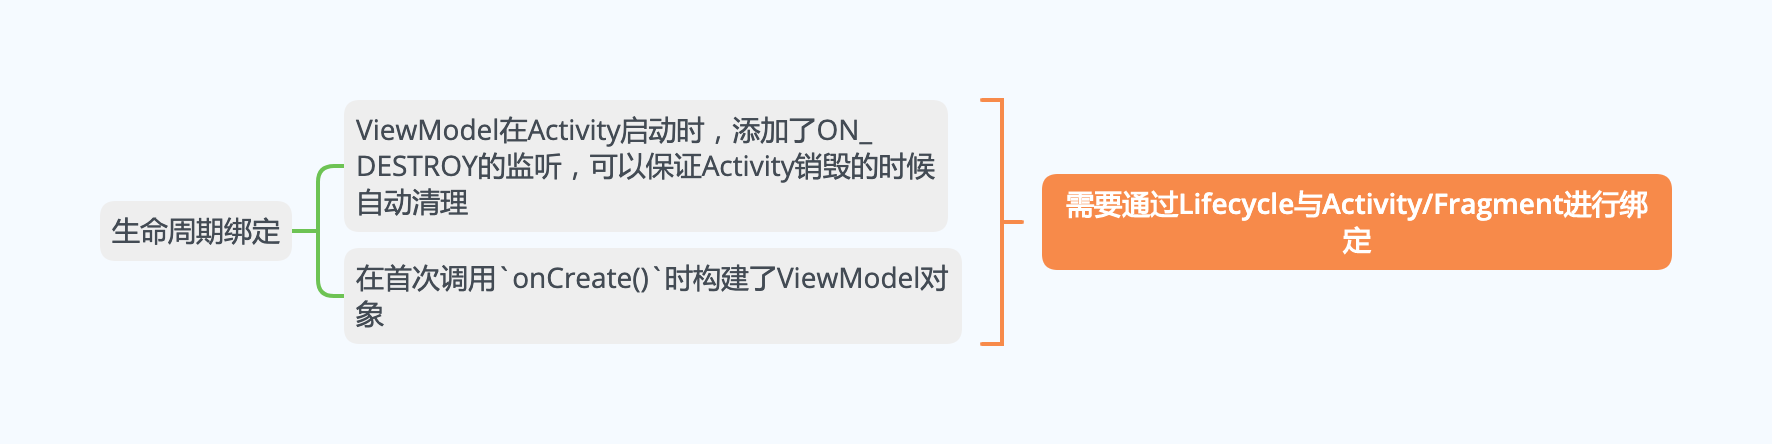 生命周期绑定
ViewModel在Activity启动时，添加了ON_
DESTROY的监听，可以保证Activity销毁的时候
自动清理
在首次调用`onCreate()`时构建了ViewModel对
象
需要通过Lifecycle与Activity/Fragment进行绑
定